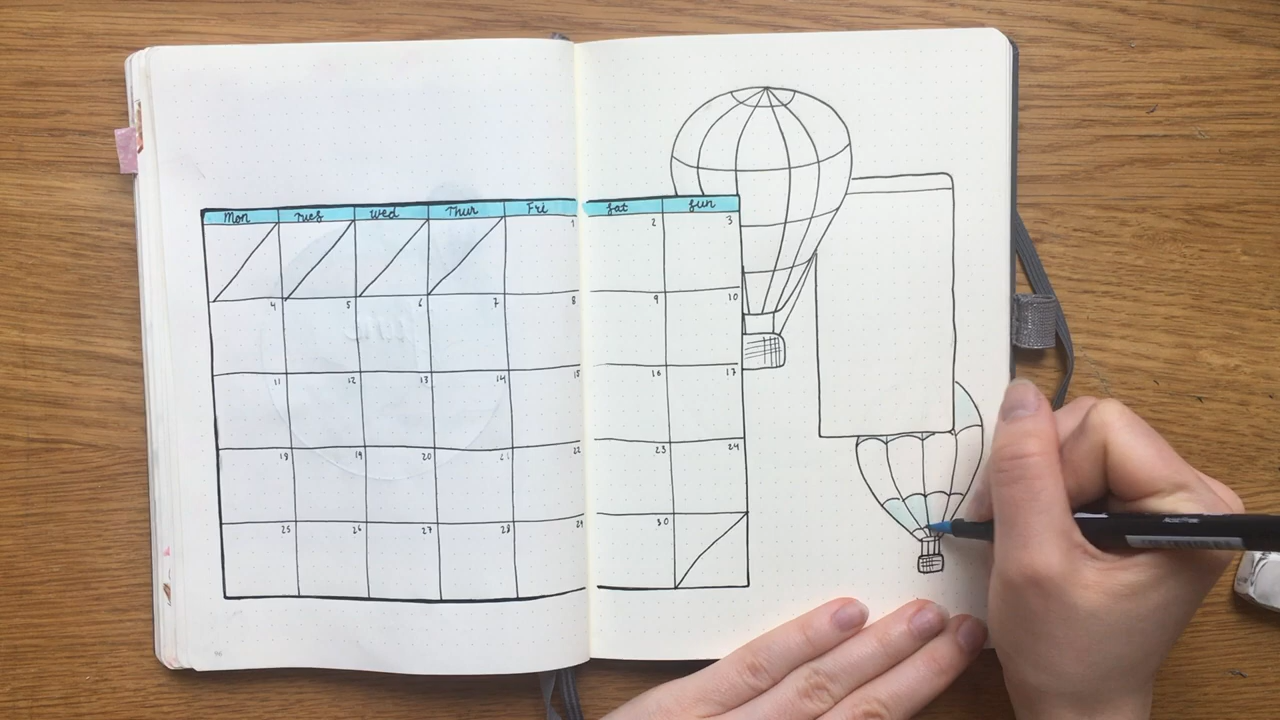 Mon Tues Wed Thur Fri Sat Sun
1 2 3
4 5 6 7 8 9 10
11 12 13 14 15 16 17
18 19 20 21 22 23 24
25 26 27 28 29 30
96